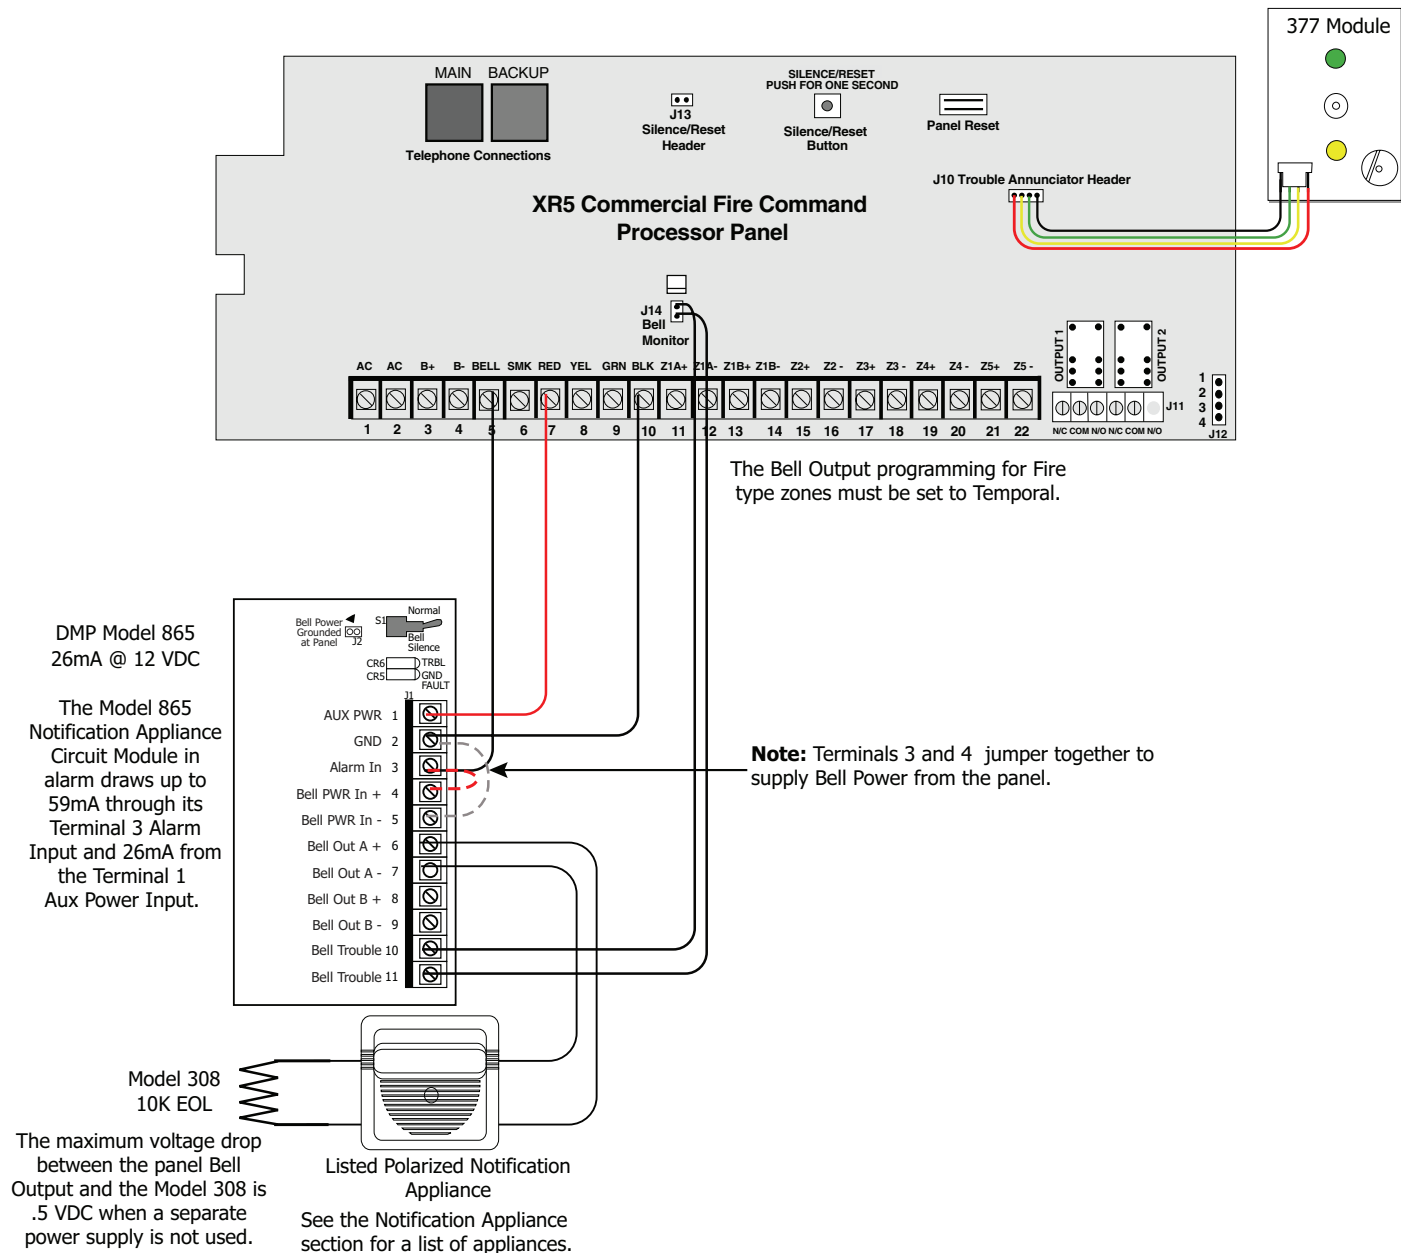 377 Module
MAIN BACKUP
Telephone Connections
J13
Silence/Reset
Header
SILENCE/RESET
PUSH FOR ONE SECOND
Silence/Reset
Button
Panel Reset
J10 Trouble Annunciator Header
XR5 Commercial Fire Command
Processor Panel
J14
Bell
Monitor
OUTPUT 1
OUTPUT 2
AC AC B+ B- BELL SMK RED YEL GRN BLK Z1A+ Z1A- Z1B+ Z1B- Z2+ Z2 - Z3+ Z3 - Z4+ Z4 - Z5+ Z5 -
1 2 3 4 5 6 7 8 9 10 11 12 13 14 15 16 17 18 19 20 21 22
N/C COM N/O N/C COM N/O
J11
1
2
3
4
J12
The Bell Output programming for Fire
type zones must be set to Temporal.
DMP Model 865
26mA @ 12 VDC
The Model 865
Notification Appliance
Circuit Module in
alarm draws up to
59mA through its
Terminal 3 Alarm
Input and 26mA from
the Terminal 1
Aux Power Input.
Bell Power
Grounded
at Panel
J2
S1
Normal
Bell
Silence
CR6 TRBL
CR5 GND
FAULT
J1
AUX PWR 1
GND 2
Alarm In 3
Bell PWR In + 4
Bell PWR In - 5
Bell Out A + 6
Bell Out A - 7
Bell Out B + 8
Bell Out B - 9
Bell Trouble 10
Bell Trouble 11
Note: Terminals 3 and 4 jumper together to
supply Bell Power from the panel.
Model 308
10K EOL
The maximum voltage drop
between the panel Bell
Output and the Model 308 is
.5 VDC when a separate
power supply is not used.
Listed Polarized Notification
Appliance
See the Notification Appliance
section for a list of appliances.